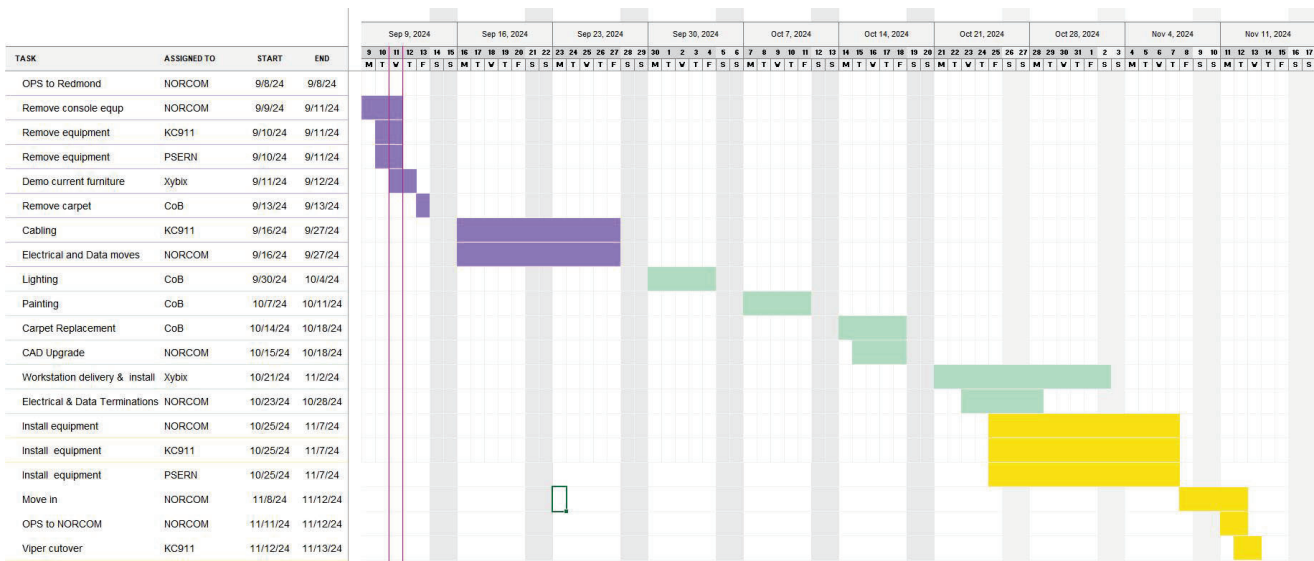 Sep 9, 2024 Sep 16, 2024 Sep 23, 2024 Sep 30, 2024 Oct 7, 2024 Oct 14, 2024 Oct 21, 2024 Oct 28, 2024 Nov 4, 2024 Nov 11, 2024
9 10 11 12 13 14 15 16 17 18 19 20 21 22 23 24 25 26 27 28 29 30 1 2 3 4 5 6 7 8 9 10 11 12 13 14 15 16 17 18 19 20 21 22 23 24 25 26 27 28 29 30 31 1 2 3 4 5 6 7 8 9 10 11 12 13 14 15 16 17
TASK ASSIGNED TO START END M T W T F S S M T W T F S S M T W T F S S M T W T F S S M T W T F S S M T W T F S S M T W T F S S M T W T F S S M T W T F S S M T W T F S S
OPS to Redmond NORCOM 9/8/24 9/8/24
Remove console equp NORCOM 9/9/24 9/11/24
Remove equipment KC911 9/10/24 9/11/24
Remove equipment PSERN 9/10/24 9/11/24
Demo current furniture Xybix 9/11/24 9/12/24
Remove carpet CoB 9/13/24 9/13/24
Cabling KC911 9/16/24 9/27/24
Electrical and Data moves NORCOM 9/16/24 9/27/24
Lighting CoB 9/30/24 10/4/24
Painting CoB 10/7/24 10/11/24
Carpet Replacement CoB 10/14/24 10/18/24
CAD Upgrade NORCOM 10/15/24 10/18/24
Workstation delivery & install Xybix 10/21/24 11/2/24
Electrical & Data Terminations NORCOM 10/23/24 10/28/24
Install equipment NORCOM 10/25/24 11/7/24
Install equipment KC911 10/25/24 11/7/24
Install equipment PSERN 10/25/24 11/7/24
Move in NORCOM 11/8/24 11/12/24
OPS to NORCOM NORCOM 11/11/24 11/12/24
Viper cutover KC911 11/12/24 11/13/24